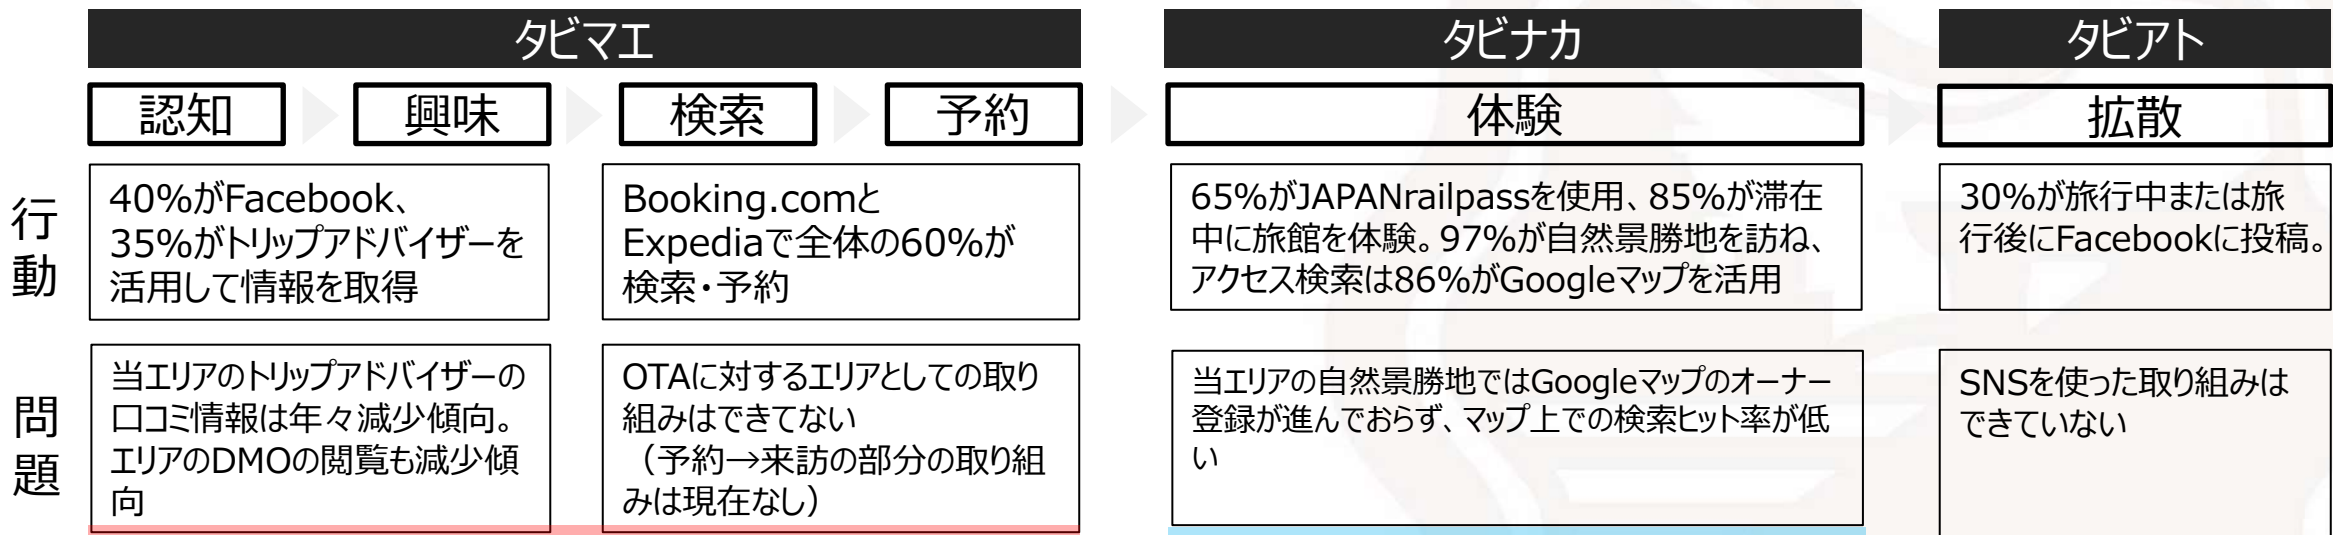 タビマエ
タビナカ
タビアト
認知
興味
検索
予約
体験
拡散
行動
40%がFacebook、
35%がトリップアドバイザーを
活用して情報を取得
Booking.comと
Expediaで全体の60%が
検索・予約
65%がJAPANrailpassを使用、85%が滞在
中に旅館を体験。97%が自然景勝地を訪ね、
アクセス検索は86%がGoogleマップを活用
30%が旅行中または旅
行後にFacebookに投稿。
問題
当エリアのトリップアドバイザーの
口コミ情報は年々減少傾向。
エリアのDMOの閲覧も減少傾
向
OTAに対するエリアとしての取り
組みはできてない
（予約→来訪の部分の取り組
みは現在なし）
当エリアの自然景勝地ではGoogleマップのオーナー
登録が進んでおらず、マップ上での検索ヒット率が低
い
SNSを使った取り組みは
できていない